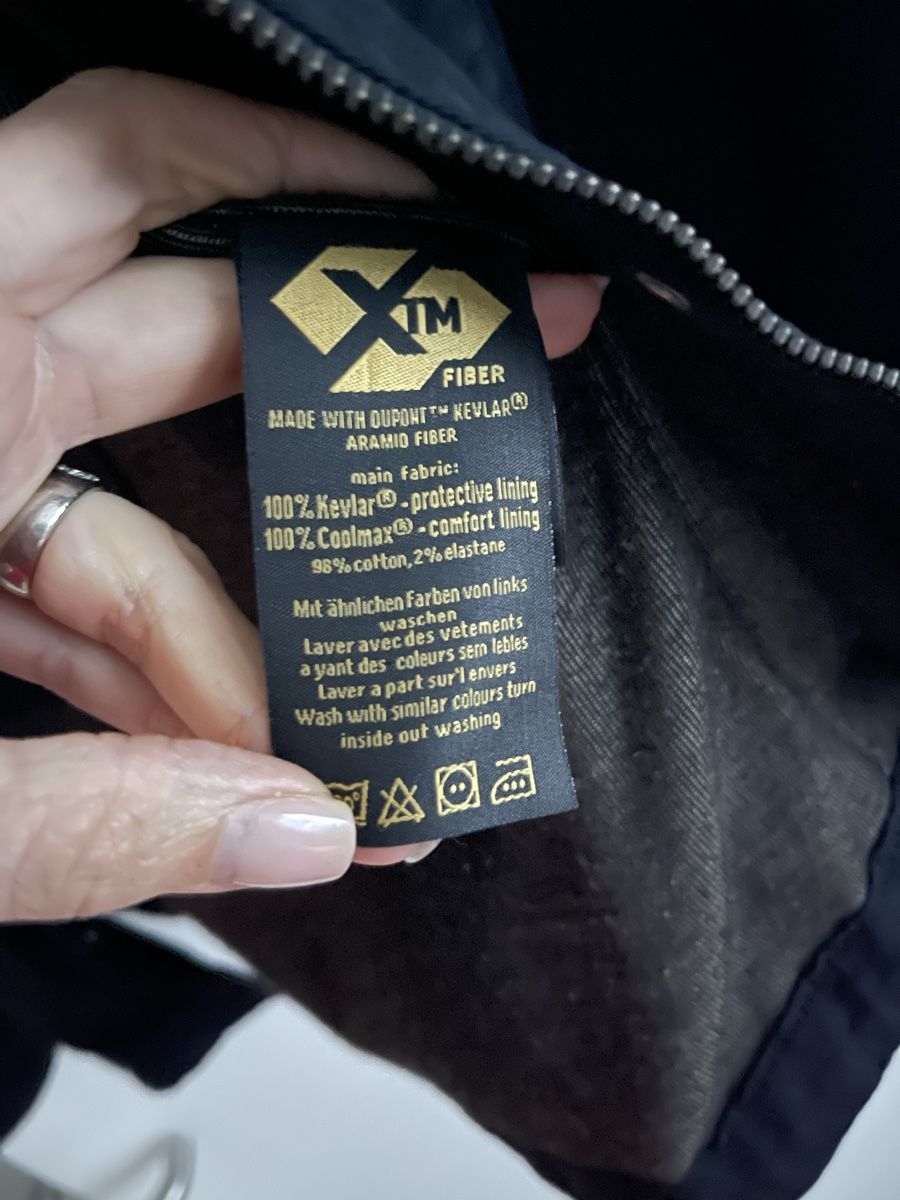 XTM
FIBER
MADE WITH DUPONT™ KEVLAR®
ARAMID FIBER
main fabric:
100% Kevlar® - protective lining
100% Coolmax® - comfort lining
98% cotton, 2% elastane
Mit ähnlichen Farben von links
waschen
Laver avec des vetements
a yant des coleurs sem lebles
Laver a part sur'l envers
Wash with similar colours turn
inside out washing